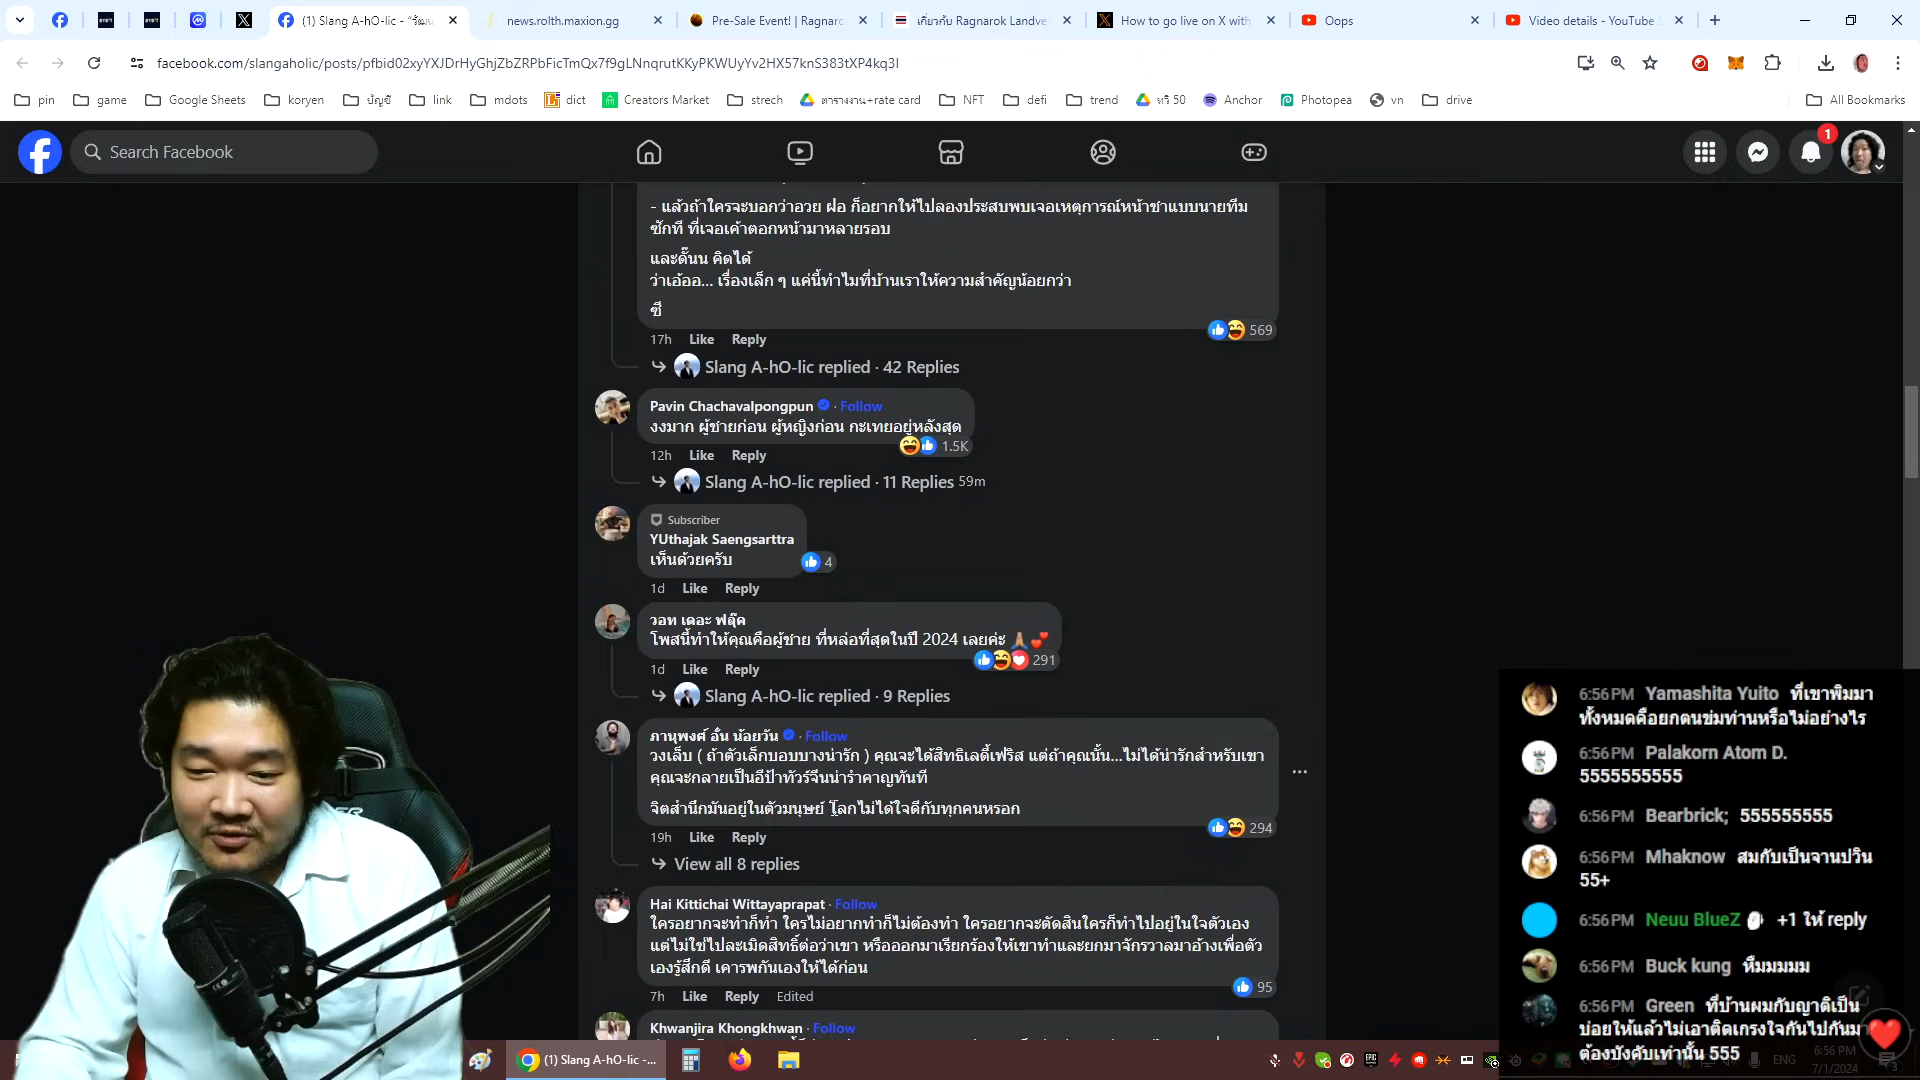 (1) Slang A-hO-lic - "วัฒน
news.rolth.maxion.gg
Pre-Sale Event! | Ragnaro
เกี่ยวกับ Ragnarok Landver
How to go live on X with
Oops
Video details - YouTube S
facebook.com/slangaholic/posts/pfbid02xyYXJDrHyGhjZbZRPbFicTmQx7f9gLNnqrutKKyPKWUyYv2HX57knS383tXP4kq3l
pin
game
Google Sheets
koryen
บัญชี
link
mdots
dict
Creators Market
strech
ตารางงาน+rate card
NFT
defi
trend
ทริ 50
Anchor
Photopea
vn
drive
All Bookmarks
Search Facebook
1
- แล้วถ้าใครจะบอกว่าอวย ฝอ ก็อยากให้ไปลองประสบพบเจอเหตุการณ์หน้าชาแบบนายทีม
ซักที ที่เจอเค้าตอกหน้ามาหลายรอบ
และดั๊นน คิดได้
ว่าเอ้ออ... เรื่องเล็ก ๆ แค่นี้ทำไมที่บ้านเราให้ความสำคัญน้อยกว่า
ซี
569
17h Like Reply
Slang A-hO-lic replied · 42 Replies
Pavin Chachavalpongpun · Follow
งงมาก ผู้ชายก่อน ผู้หญิงก่อน กะเทยอยู่หลังสุด
1.5K
12h Like Reply
Slang A-hO-lic replied · 11 Replies 59m
Subscriber
YUthajak Saengsarttra
เห็นด้วยครับ
4
1d Like Reply
วอท เดอะ ฟตุ๊ค
โพสนี้ทำให้คุณคือผู้ชาย ที่หล่อที่สุดในปี 2024 เลยค่ะ 🙏🏼 💕
291
1d Like Reply
Slang A-hO-lic replied · 9 Replies
ภานุพงศ์ อั๋น น้อยวัน · Follow
วงเล็บ ( ถ้าตัวเล็กบอบบางน่ารัก ) คุณจะได้สิทธิเลดี้เฟริส แต่ถ้าคุณนั้น...ไม่ได้น่ารักสำหรับเขา
คุณจะกลายเป็นอีป้าทัวร์จีนน่ารำคาญทันที
จิตสำนึกมันอยู่ในตัวมนุษย์ โลกไม่ได้ใจดีกับทุกคนหรอก
294
19h Like Reply
View all 8 replies
Hai Kittichai Wittayaprapat · Follow
ใครอยากจะทำก็ทำ ใครไม่อยากทำก็ไม่ต้องทำ ใครอยากจะตัดสินใครก็ทำไปอยู่ในใจตัวเอง
แต่ไม่ใช่ไปละเมิดสิทธิ์ต่อว่าเขา หรือออกมาเรียกร้องให้เขาทำและยกมาจักรวาลมาอ้างเพื่อตัว
เองรู้สึกดี เคารพกันเองให้ได้ก่อน
95
7h Like Reply Edited
Khwanjira Khongkhwan · Follow
6:56 PM Yamashita Yuito ที่เขาพิมมา
ทั้งหมดคือยกตนข่มท่านหรือไม่อย่างไร
6:56 PM Palakorn Atom D.
5555555555
6:56 PM Bearbrick; 555555555
6:56 PM Mhaknow สมกับเป็นจานปวิน
55+
6:56 PM Neuu BlueZ +1 ให้ reply
6:56 PM Buck kung หืมมมมม
6:56 PM Green ที่บ้านผมกับญาติเป็น
บ่อยให้แล้วไม่เอาติดเกรงใจกันไปกันมา
ต้องบังคับเท่านั้น 555
(1) Slang A-hO-lic -...
ENG
6:56 PM
7/1/2024